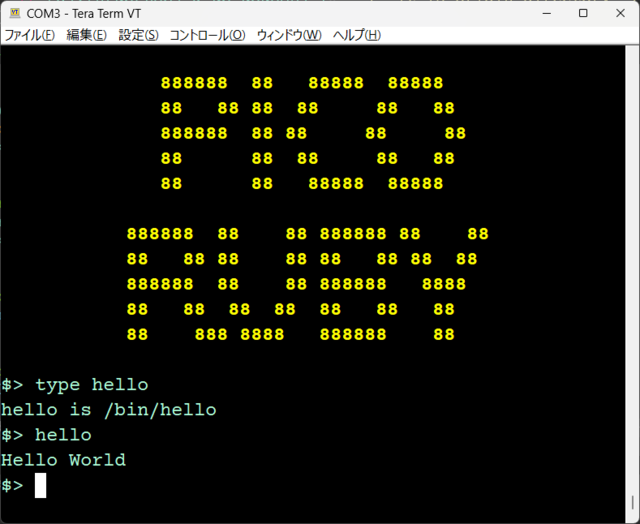 COM3 - Tera Term VT
ファイル(F) 編集(E) 設定(S) コントロール(O) ウィンドウ(W) ヘルプ(H)
888888  88   88888  88888
88   88 88  88     88   88
888888  88 88     88     88
88      88  88     88   88
88      88   88888  88888
888888  88    88 888888 88    88
88   88 88    88 88   88 88  88
888888  88    88 888888   8888
88   88  88  88  88   88   88
88    888 8888   888888    88
$> type hello
hello is /bin/hello
$> hello
Hello World
$>